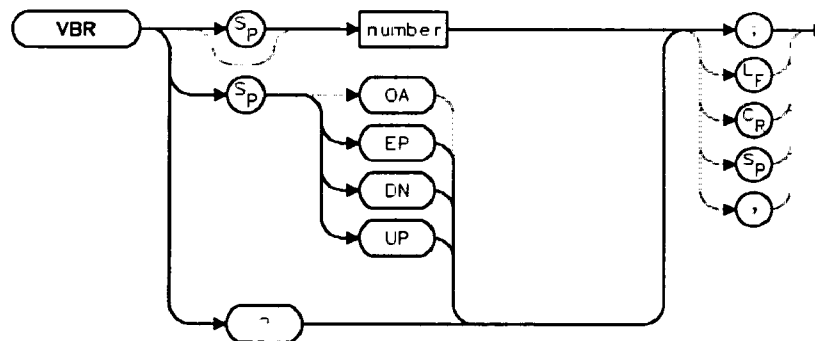 VBR
SP
number
;
SP
OA
LF
EP
CR
DN
SP
UP
,
?